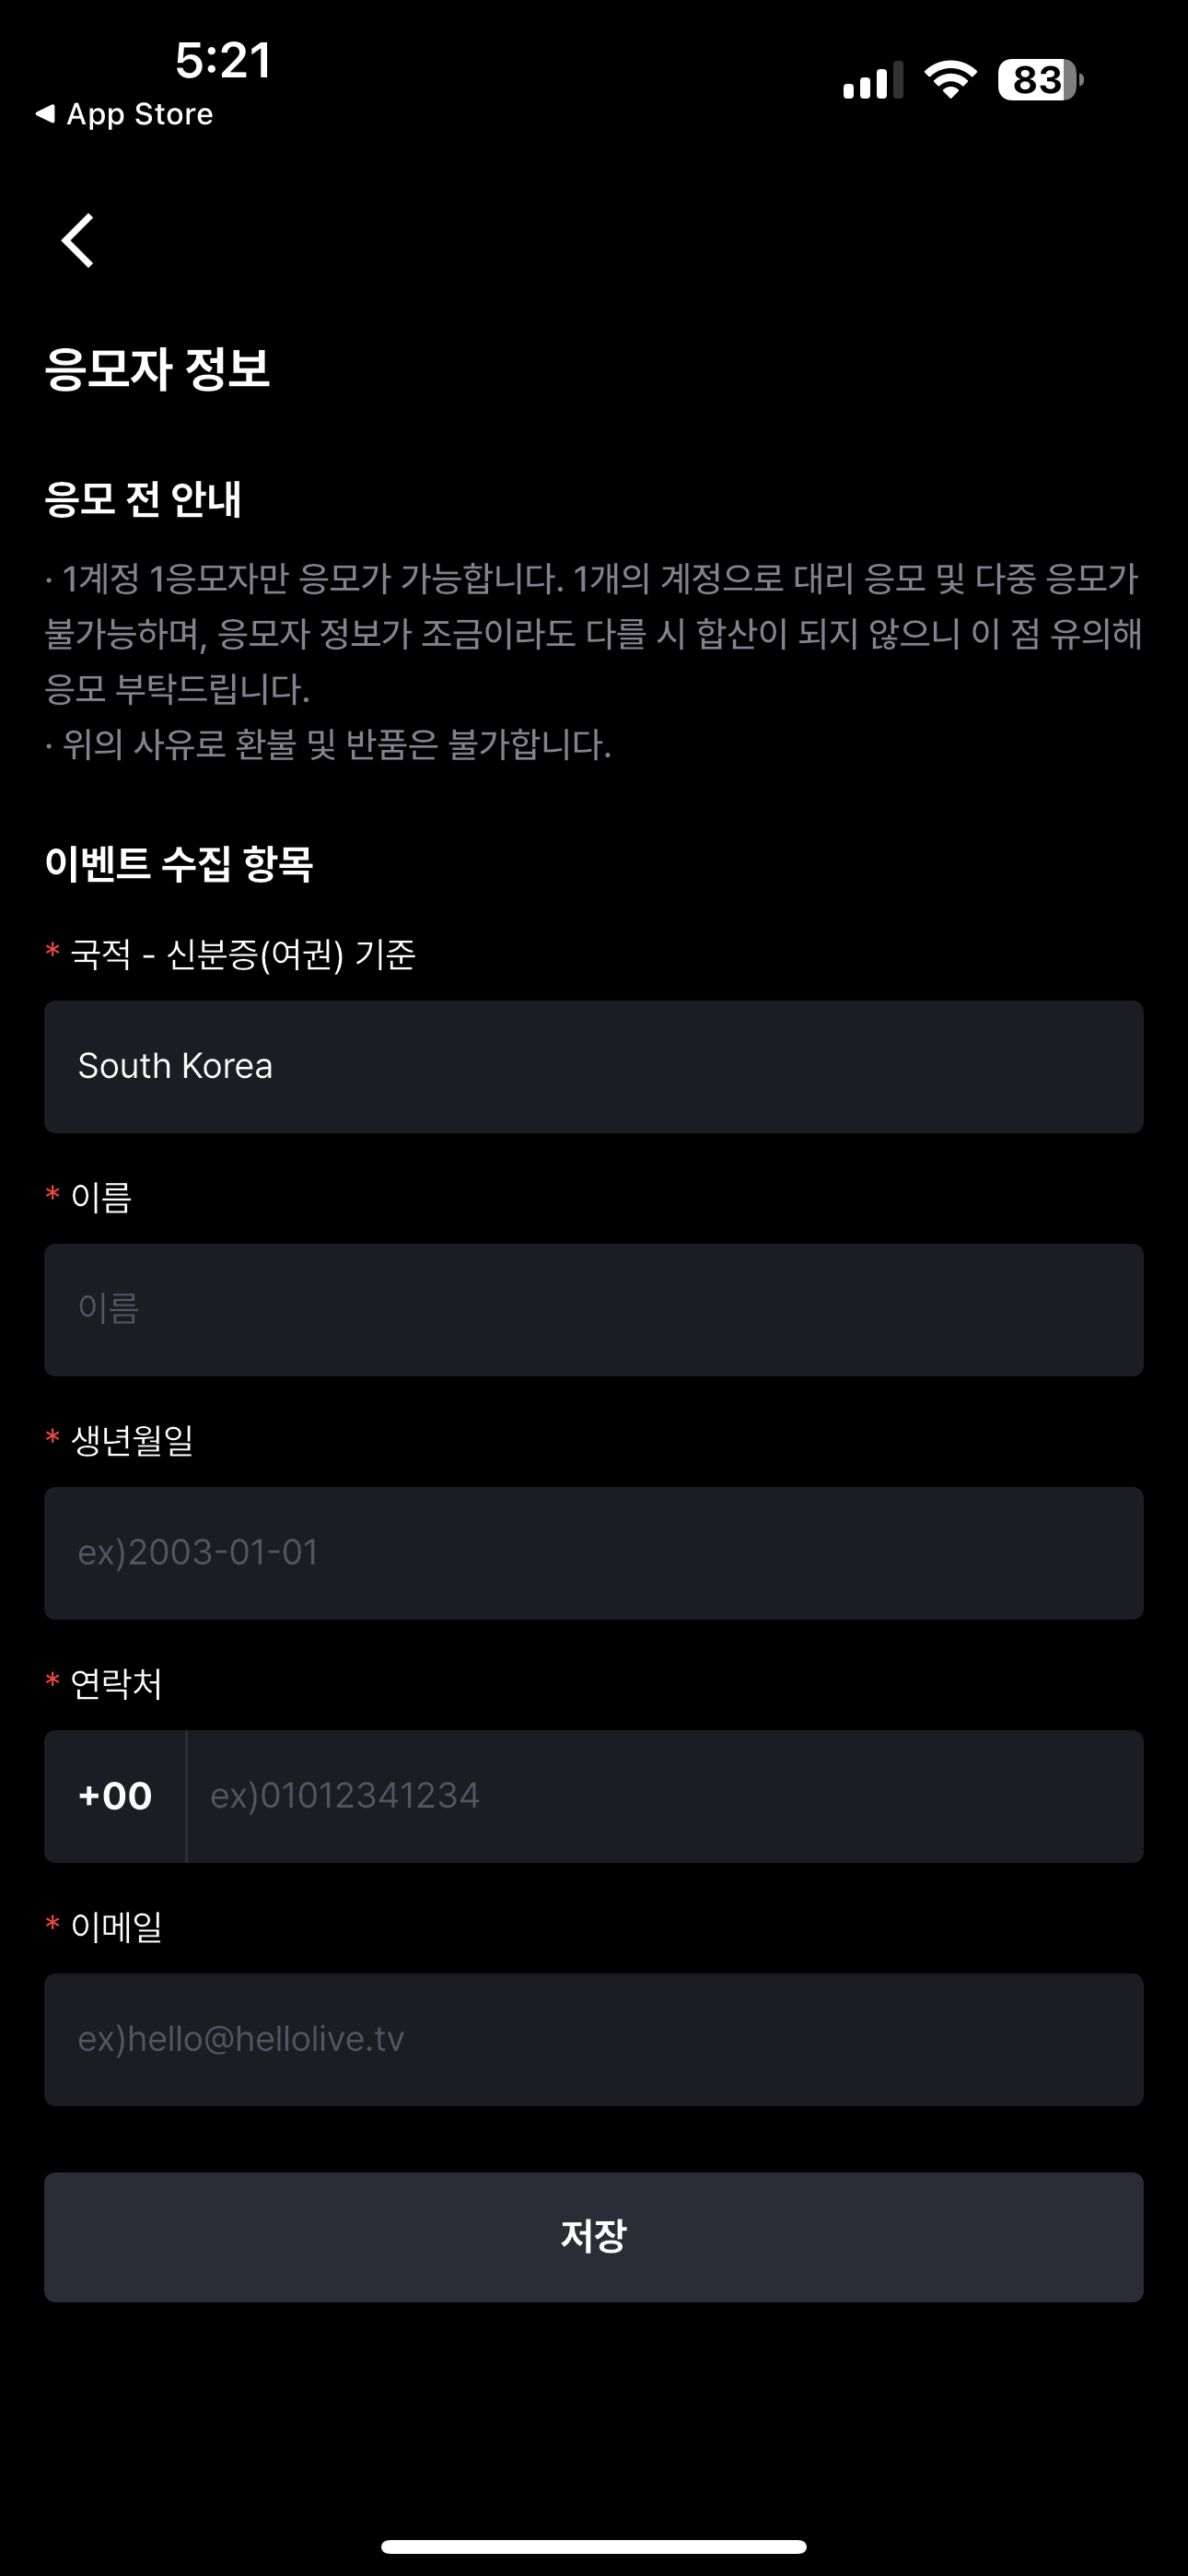 5:21
83
◀ App Store
응모자 정보
응모 전 안내
· 1계정 1응모자만 응모가 가능합니다. 1개의 계정으로 대리 응모 및 다중 응모가
불가능하며, 응모자 정보가 조금이라도 다를 시 합산이 되지 않으니 이 점 유의해
응모 부탁드립니다.
· 위의 사유로 환불 및 반품은 불가합니다.
이벤트 수집 항목
* 국적 - 신분증(여권) 기준
South Korea
* 이름
이름
* 생년월일
ex)2003-01-01
* 연락처
+00 ex)01012341234
* 이메일
ex)hello@hellolive.tv
저장